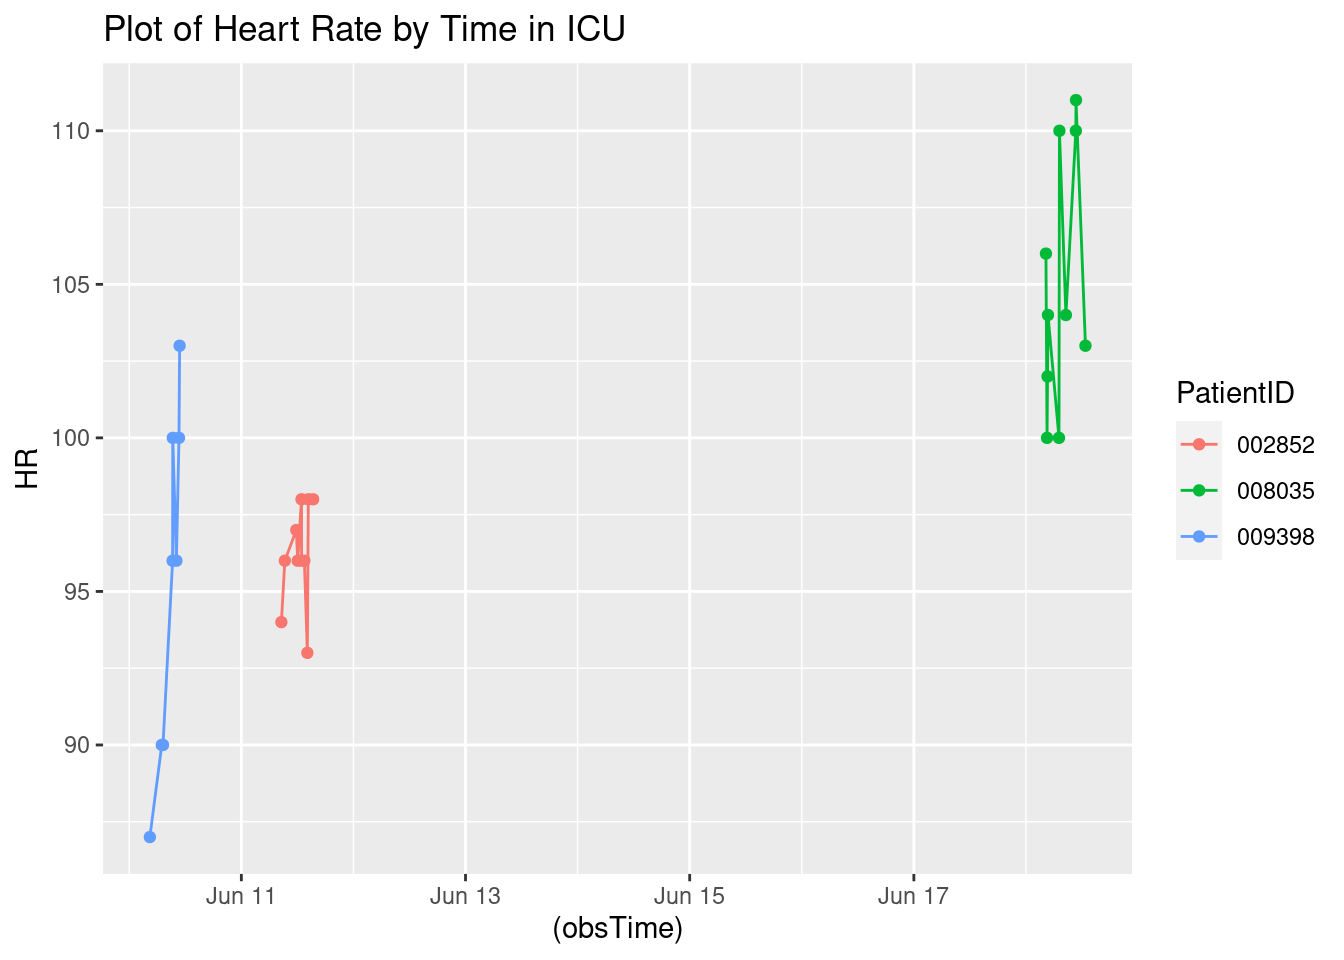 Plot of Heart Rate by Time in ICU
110
105
100
95
90
HR
Jun 11
Jun 13
Jun 15
Jun 17
(obsTime)
PatientID
002852
008035
009398